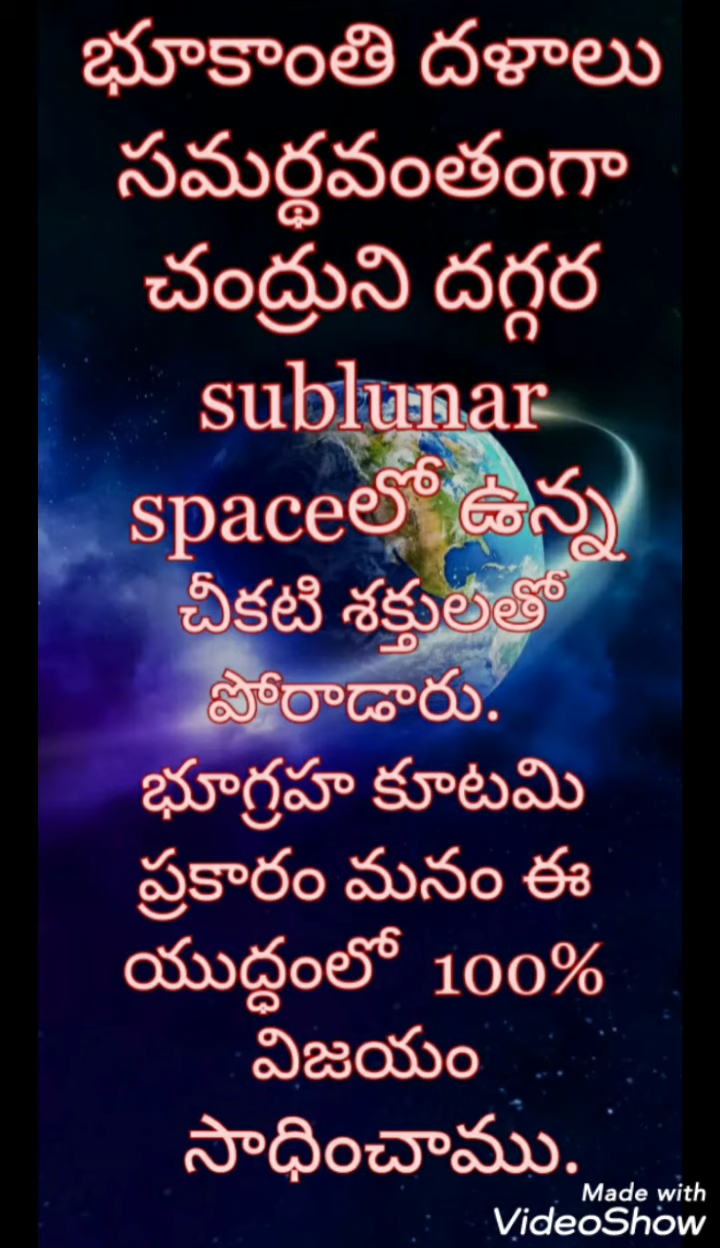 భూకాంతి దళాలు
సమర్థవంతంగా
చంద్రుని దగ్గర
sublunar
spaceలో ఉన్న
చీకటి శక్తులతో
పోరాడారు.
భూగ్రహ కూటమి
ప్రకారం మనం ఈ
యుద్ధంలో 100%
విజయం
సాధించాము.
Made with
VideoShow